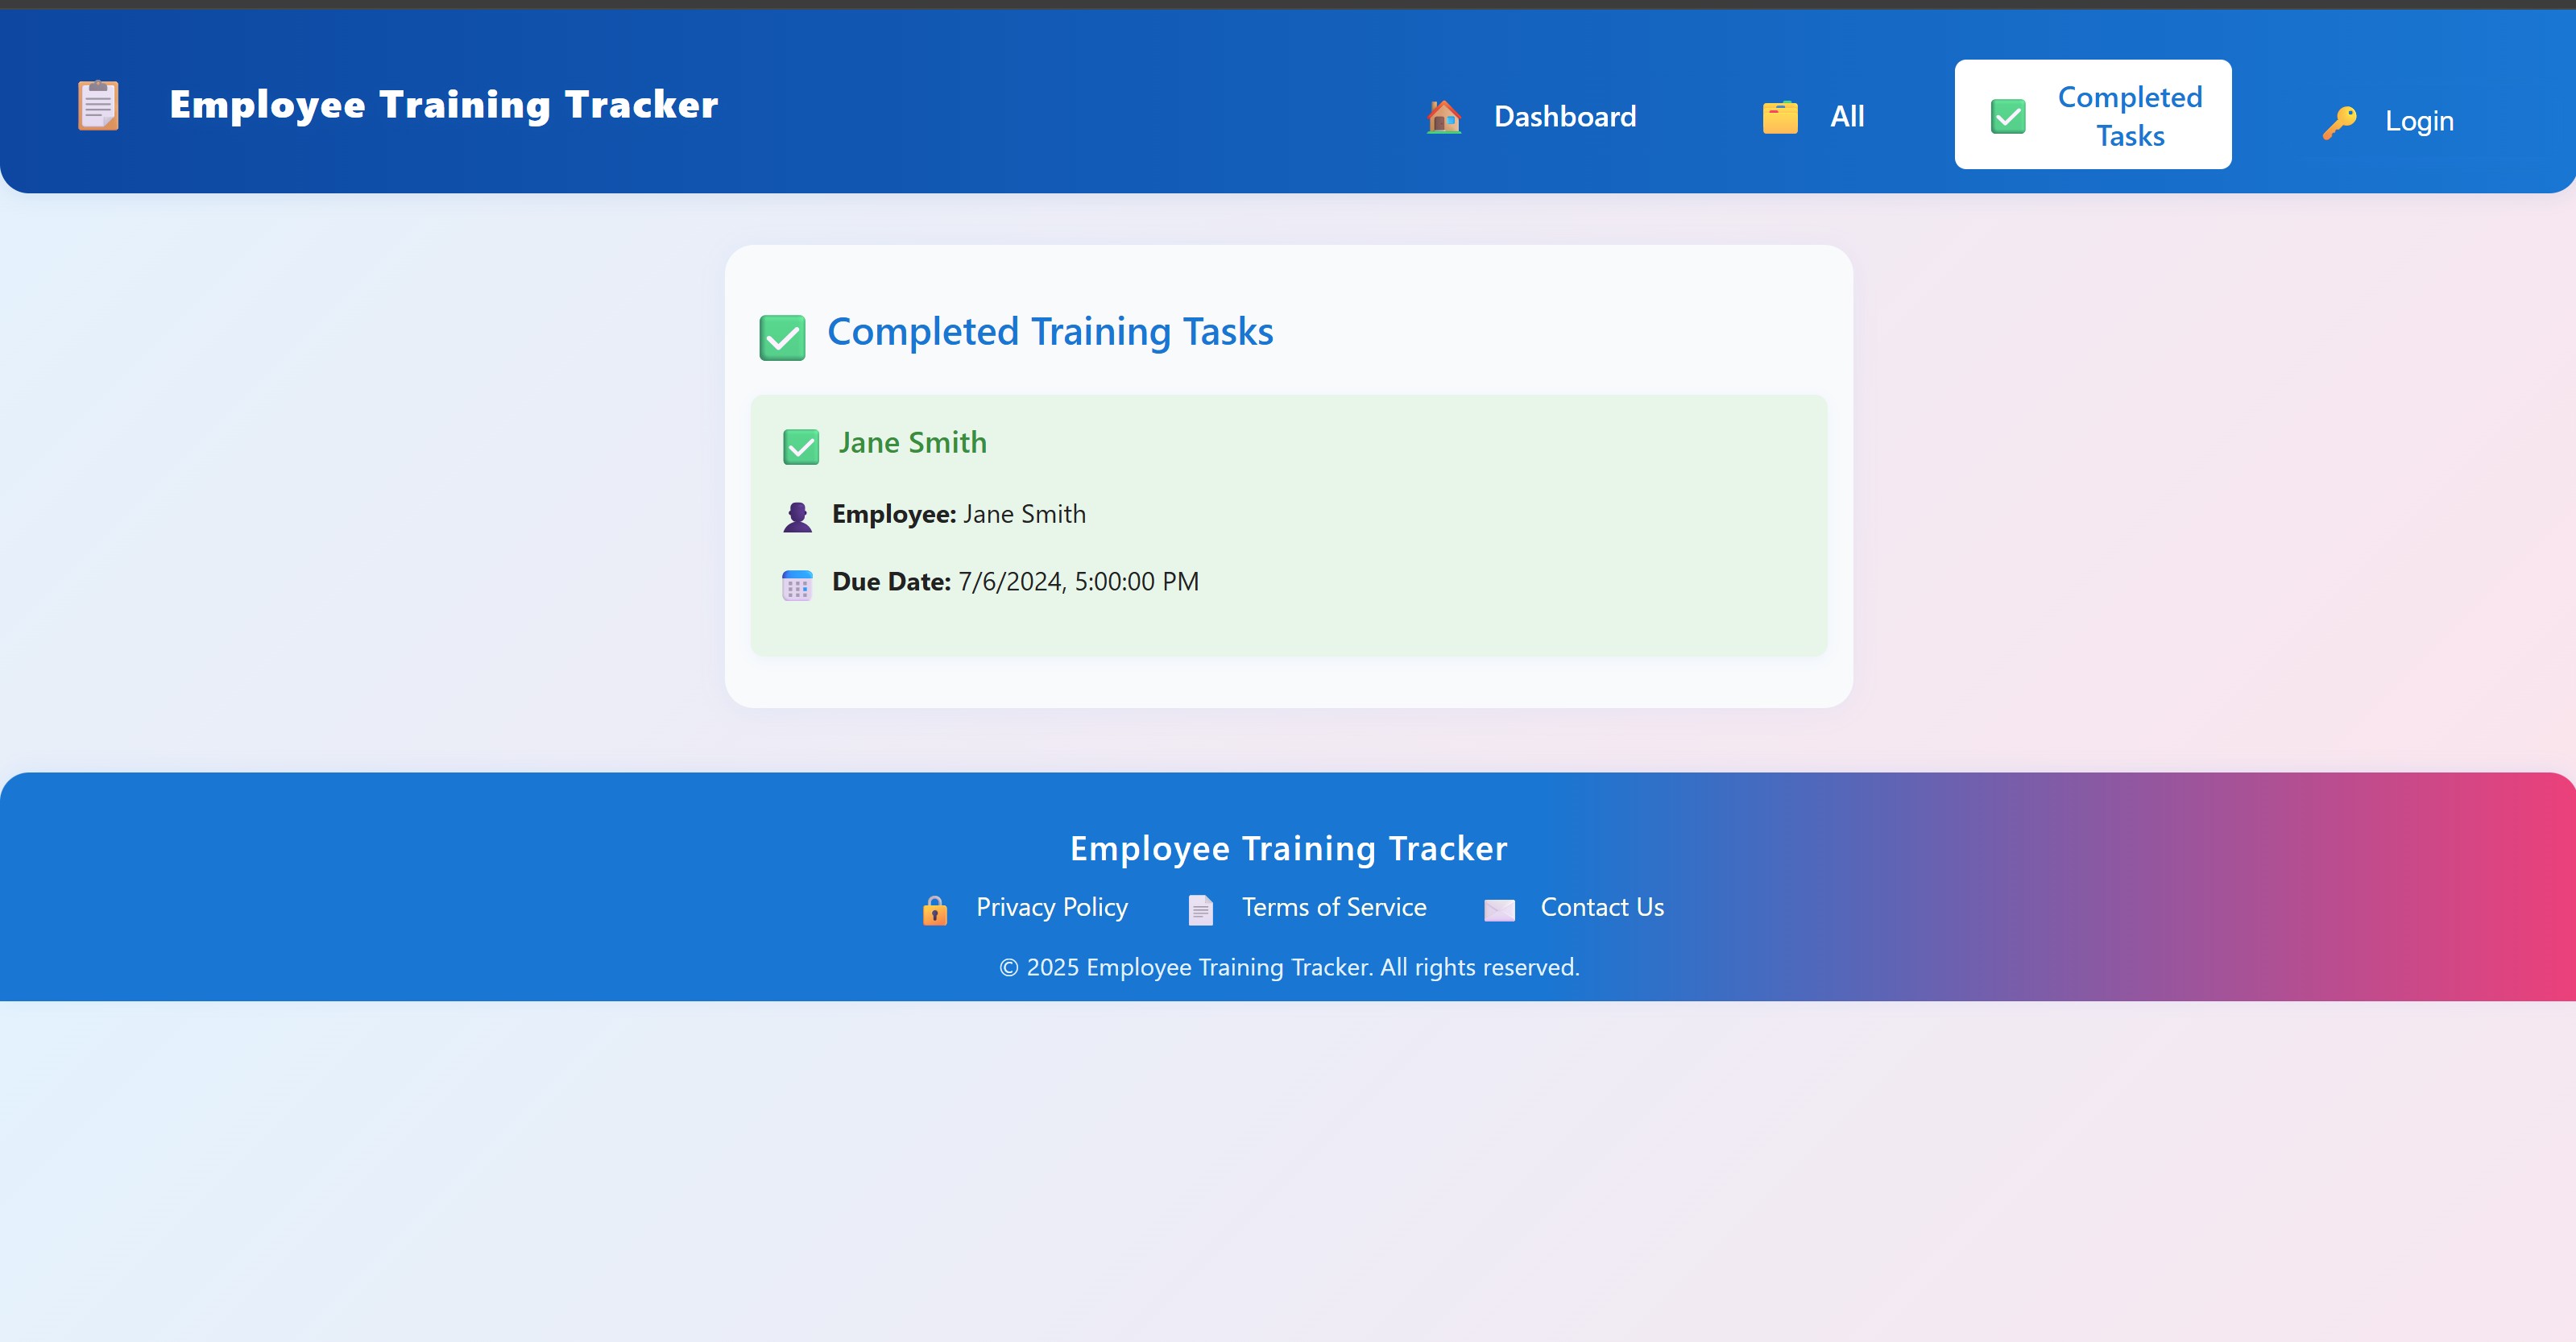 Employee Training Tracker
Dashboard
All
Completed
Tasks
Login
Completed Training Tasks
Jane Smith
Employee: Jane Smith
Due Date: 7/6/2024, 5:00:00 PM
Employee Training Tracker
Privacy Policy Terms of Service Contact Us
© 2025 Employee Training Tracker. All rights reserved.